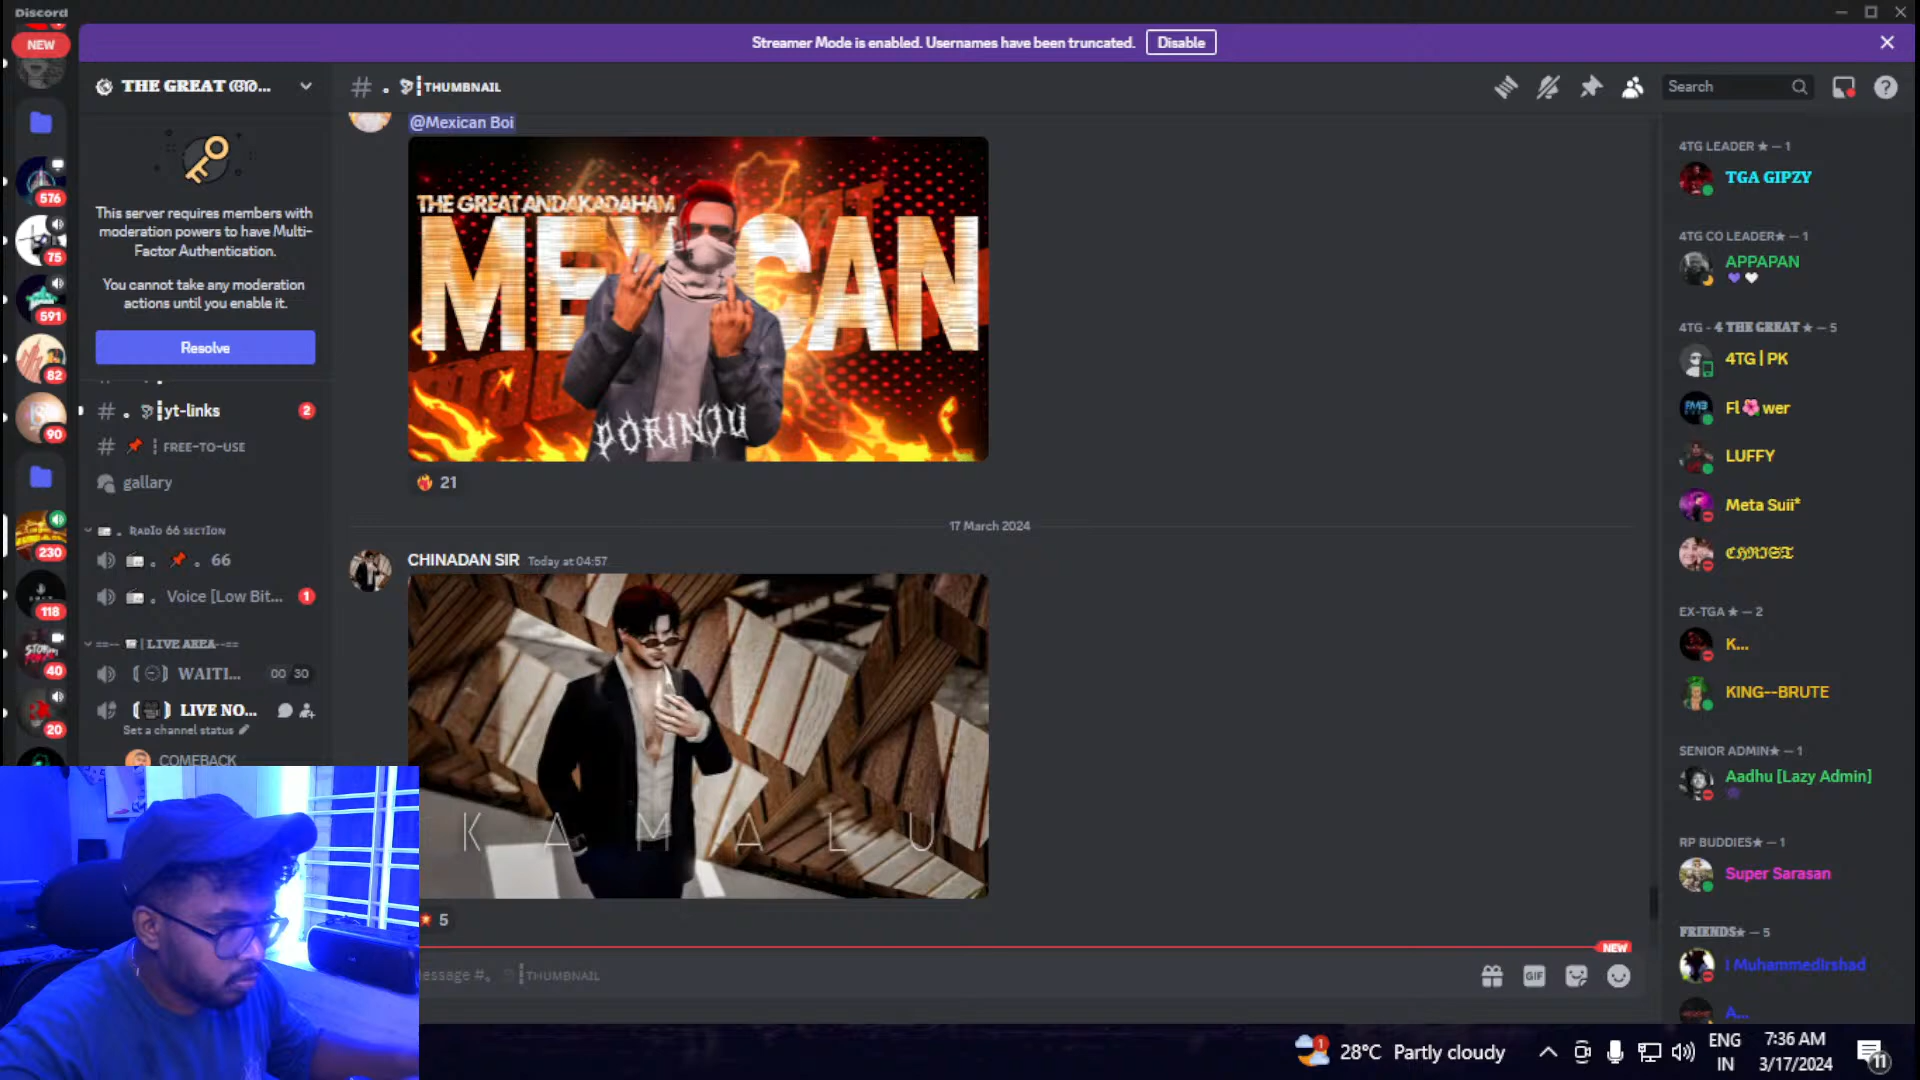 Discord
NEW
Streamer Mode is enabled. Usernames have been truncated.
Disable
THE GREAT ത...
# . THUMBNAIL
Search
This server requires members with
moderation powers to have Multi-
Factor Authentication.
You cannot take any moderation
actions until you enable it.
Resolve
# . yt-links 2
# FREE-TO-USE
gallary
RADIO 66 SECTION
. 66
. Voice [Low Bit... 1
==-- | LIVE AREA--==
WAITI... 00 30
LIVE NO...
Set a channel status
COMEBACK
576
75
591
82
90
230
118
40
20
@Mexican Boi
THE GREAT ANDAKADAHAM
MEXICAN
PORINJU
21
17 March 2024
CHINADAN SIR Today at 04:57
K A M A L U
5
NEW
essage #. THUMBNAIL
GIF
4TG LEADER ★ — 1
TGA GIPZY
4TG CO LEADER★ — 1
APPAPAN
4TG - 4 THE GREAT ★ — 5
4TG | PK
Fl🌺wer
LUFFY
Meta Suii*
CHRIST
EX-TGA ★ — 2
K...
KING--BRUTE
SENIOR ADMIN★ — 1
Aadhu [Lazy Admin]
RP BUDDIES★ — 1
Super Sarasan
FRIENDS★ — 5
I MuhammedIrshad
A...
1
28°C Partly cloudy
ENG
IN
7:36 AM
3/17/2024
11